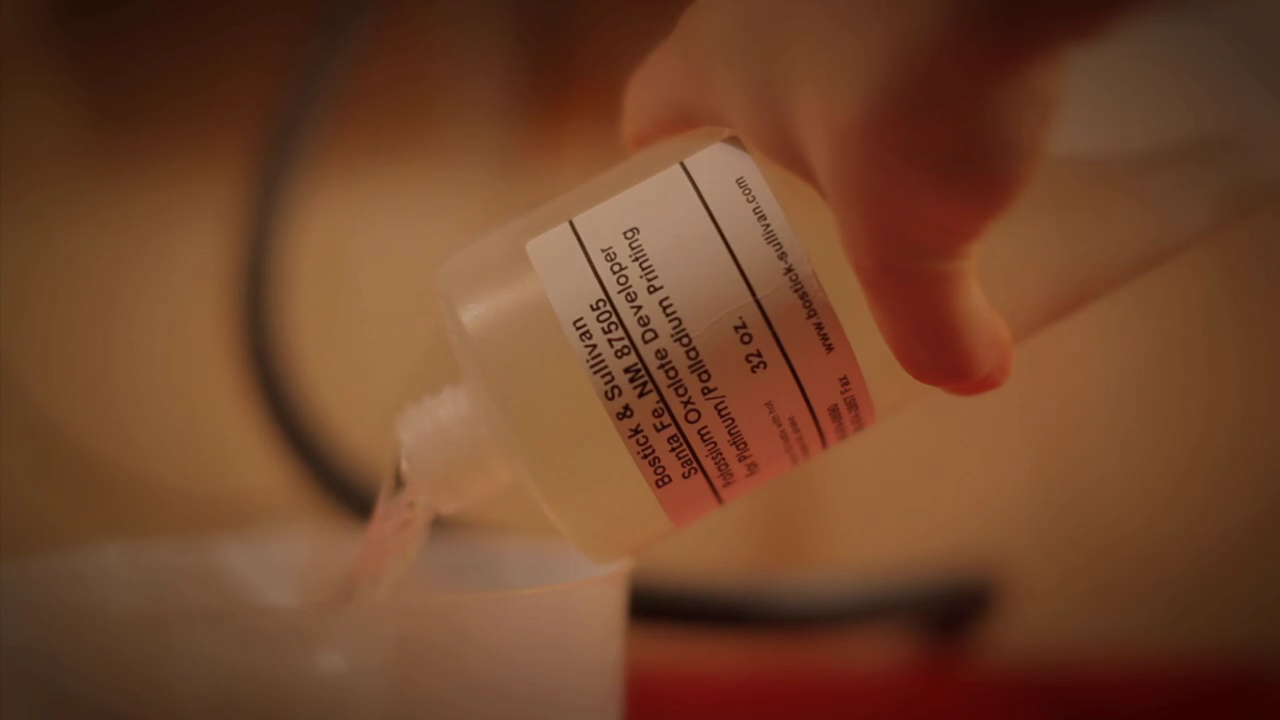 Bostick & Sullivan
Santa Fe, NM 87505
Potassium Oxalate Developer
for Platinum/Palladium Printing
32 oz.
www.bostick-sullivan.com
Fax